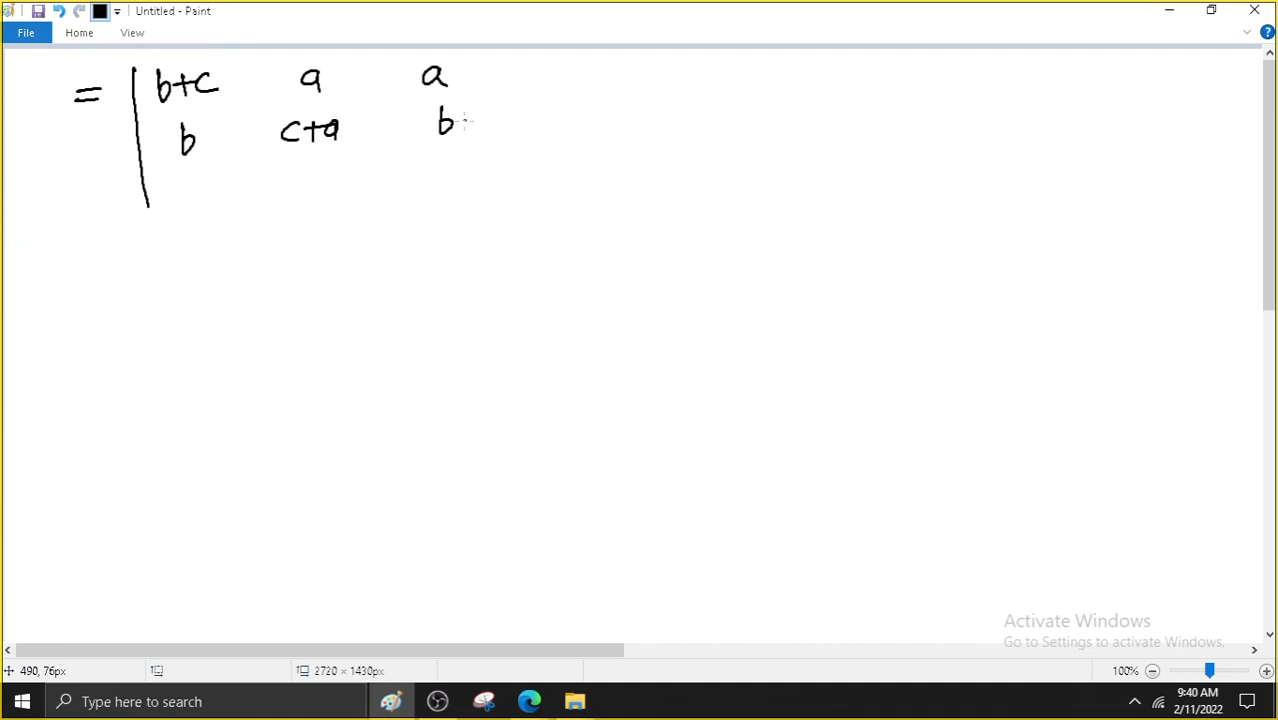 Untitled - Paint
File Home View
= | b+c a a
b c+a b
Activate Windows
Go to Settings to activate Windows.
490, 76px 2720 × 1430px 100%
Type here to search
9:40 AM
2/11/2022